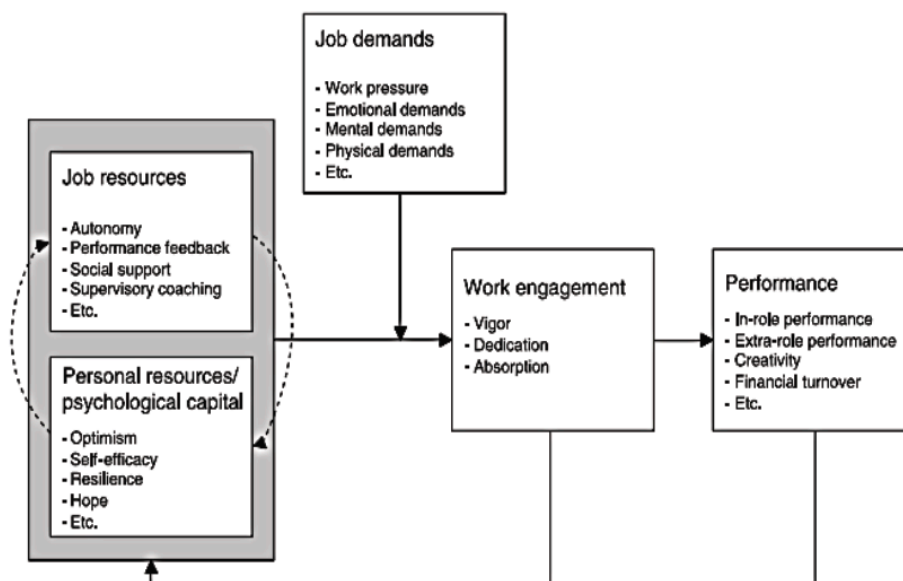 Job demands
- Work pressure
- Emotional demands
- Mental demands
- Physical demands
- Etc.
Job resources
- Autonomy
- Performance feedback
- Social support
- Supervisory coaching
- Etc.
Personal resources/
psychological capital
- Optimism
- Self-efficacy
- Resilience
- Hope
- Etc.
Work engagement
- Vigor
- Dedication
- Absorption
Performance
- In-role performance
- Extra-role performance
- Creativity
- Financial turnover
- Etc.